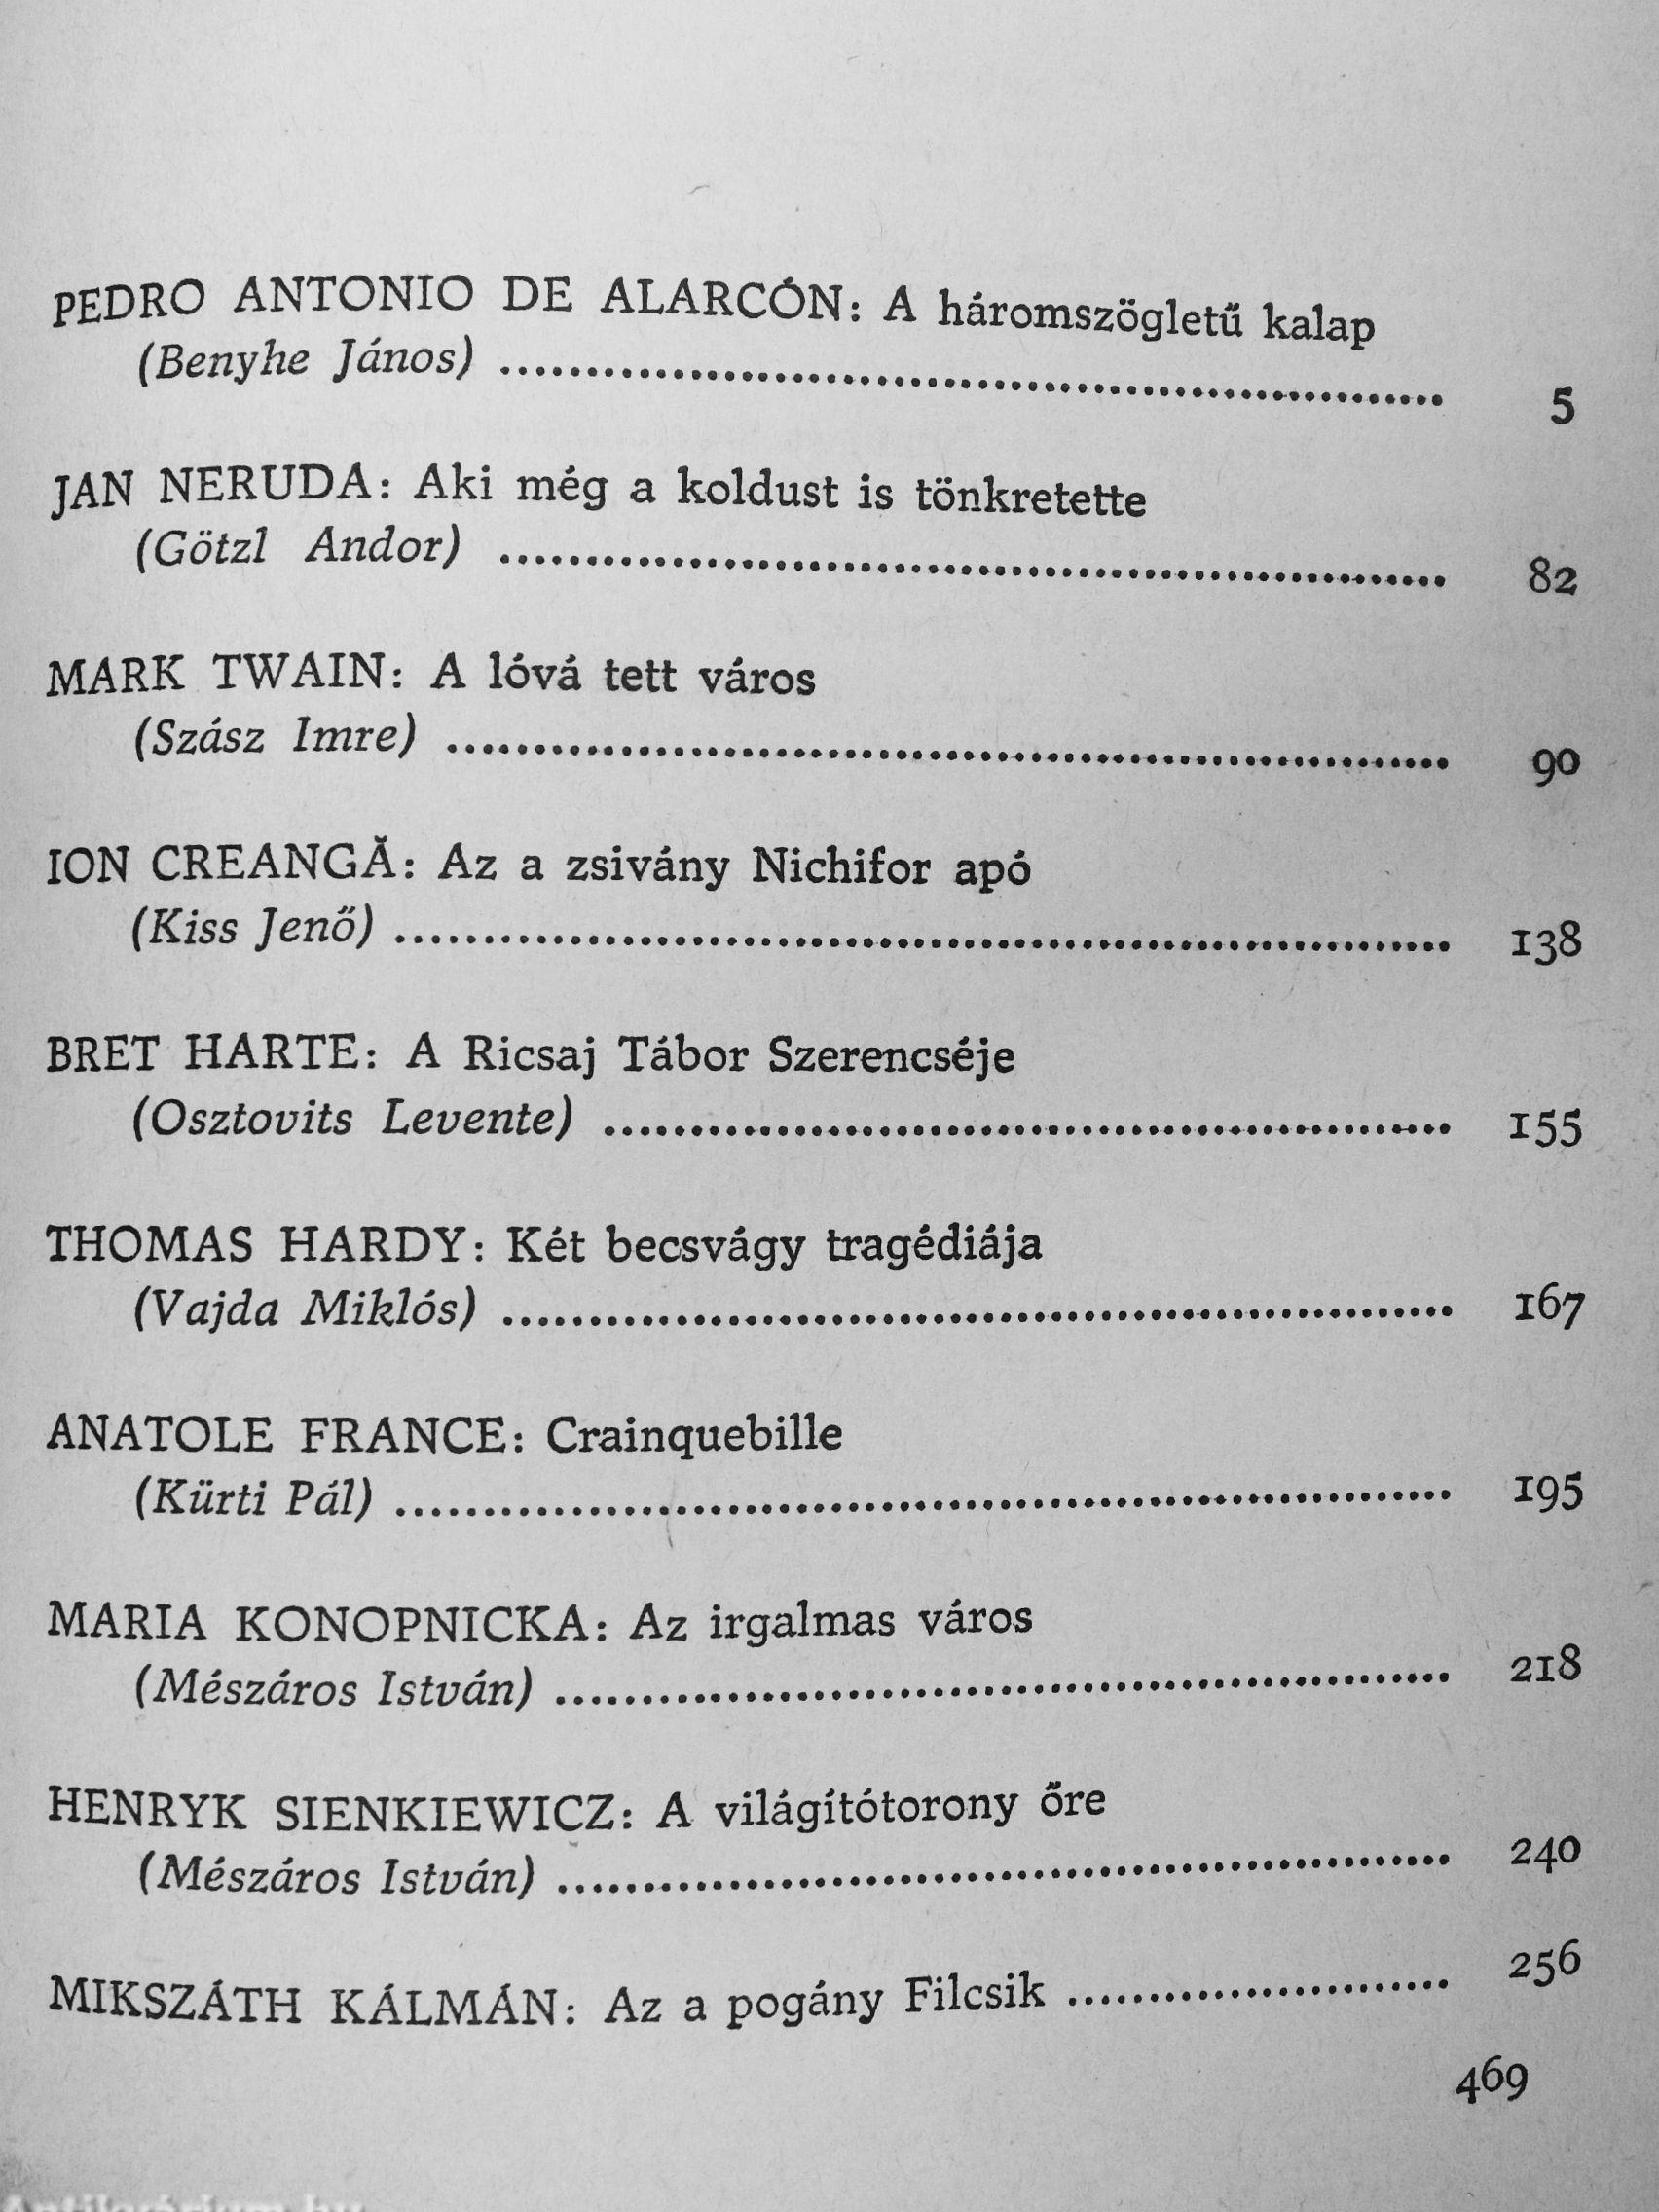 PEDRO ANTONIO DE ALARCÓN: A háromszögletű kalap
(Benyhe János) ...................................................... 5
JAN NERUDA: Aki még a koldust is tönkretette
(Götzl Andor) ...................................................... 82
MARK TWAIN: A lóvá tett város
(Szász Imre) ...................................................... 90
ION CREANGĂ: Az a zsivány Nichifor apó
(Kiss Jenő) ...................................................... 138
BRET HARTE: A Ricsaj Tábor Szerencséje
(Osztovits Levente) ...................................................... 155
THOMAS HARDY: Két becsvágy tragédiája
(Vajda Miklós) ...................................................... 167
ANATOLE FRANCE: Crainquebille
(Kürti Pál) ...................................................... 195
MARIA KONOPNICKA: Az irgalmas város
(Mészáros István) ...................................................... 218
HENRYK SIENKIEWICZ: A világítótorony őre
(Mészáros István) ...................................................... 240
MIKSZÁTH KÁLMÁN: Az a pogány Filcsik ...................... 256
469